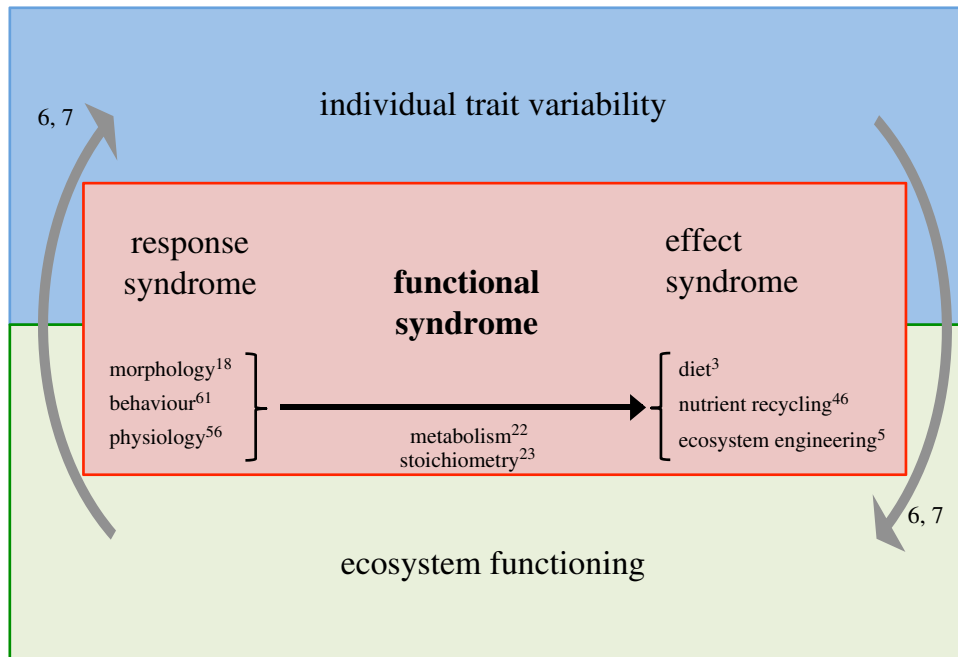 individual trait variability
6, 7
response
syndrome
functional
syndrome
effect
syndrome
morphology18
behaviour61
physiology56
metabolism22
stoichiometry23
diet3
nutrient recycling46
ecosystem engineering5
6, 7
ecosystem functioning